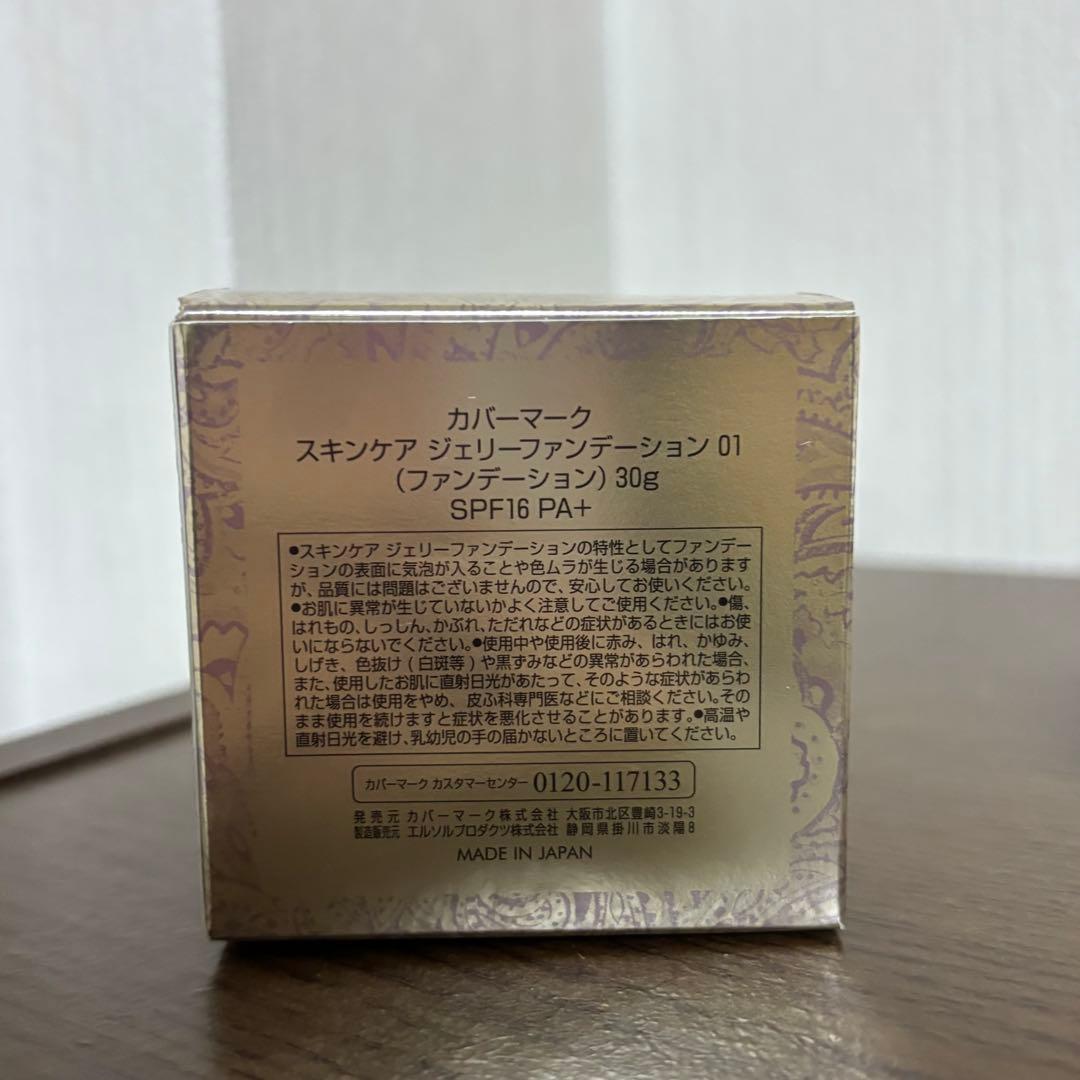 カバーマーク
スキンケア ジェリーファンデーション 01
(ファンデーション) 30g
SPF16 PA+
●スキンケア ジェリーファンデーションの特性としてファンデー
ションの表面に気泡が入ることや色ムラが生じる場合があります
が、品質には問題はございませんので、安心してお使いください。
●お肌に異常が生じていないかよく注意してご使用ください。●傷、
はれもの、しっしん、かぶれ、ただれなどの症状があるときにはお使
いにならないでください。●使用中や使用後に赤み、はれ、かゆみ、
しげき、色抜け(白斑等)や黒ずみなどの異常があらわれた場合、
また、使用したお肌に直射日光があたって、そのような症状があらわ
れた場合は使用をやめ、皮ふ科専門医などにご相談ください。その
まま使用を続けますと症状を悪化させることがあります。●高温や
直射日光を避け、乳幼児の手の届かないところに置いてください。
カバーマーク カスタマーセンター 0120-117133
発売元 カバーマーク株式会社 大阪市北区豊崎3-19-3
製造販売元 エルソルプロダクツ株式会社 静岡県掛川市淡陽8
MADE IN JAPAN